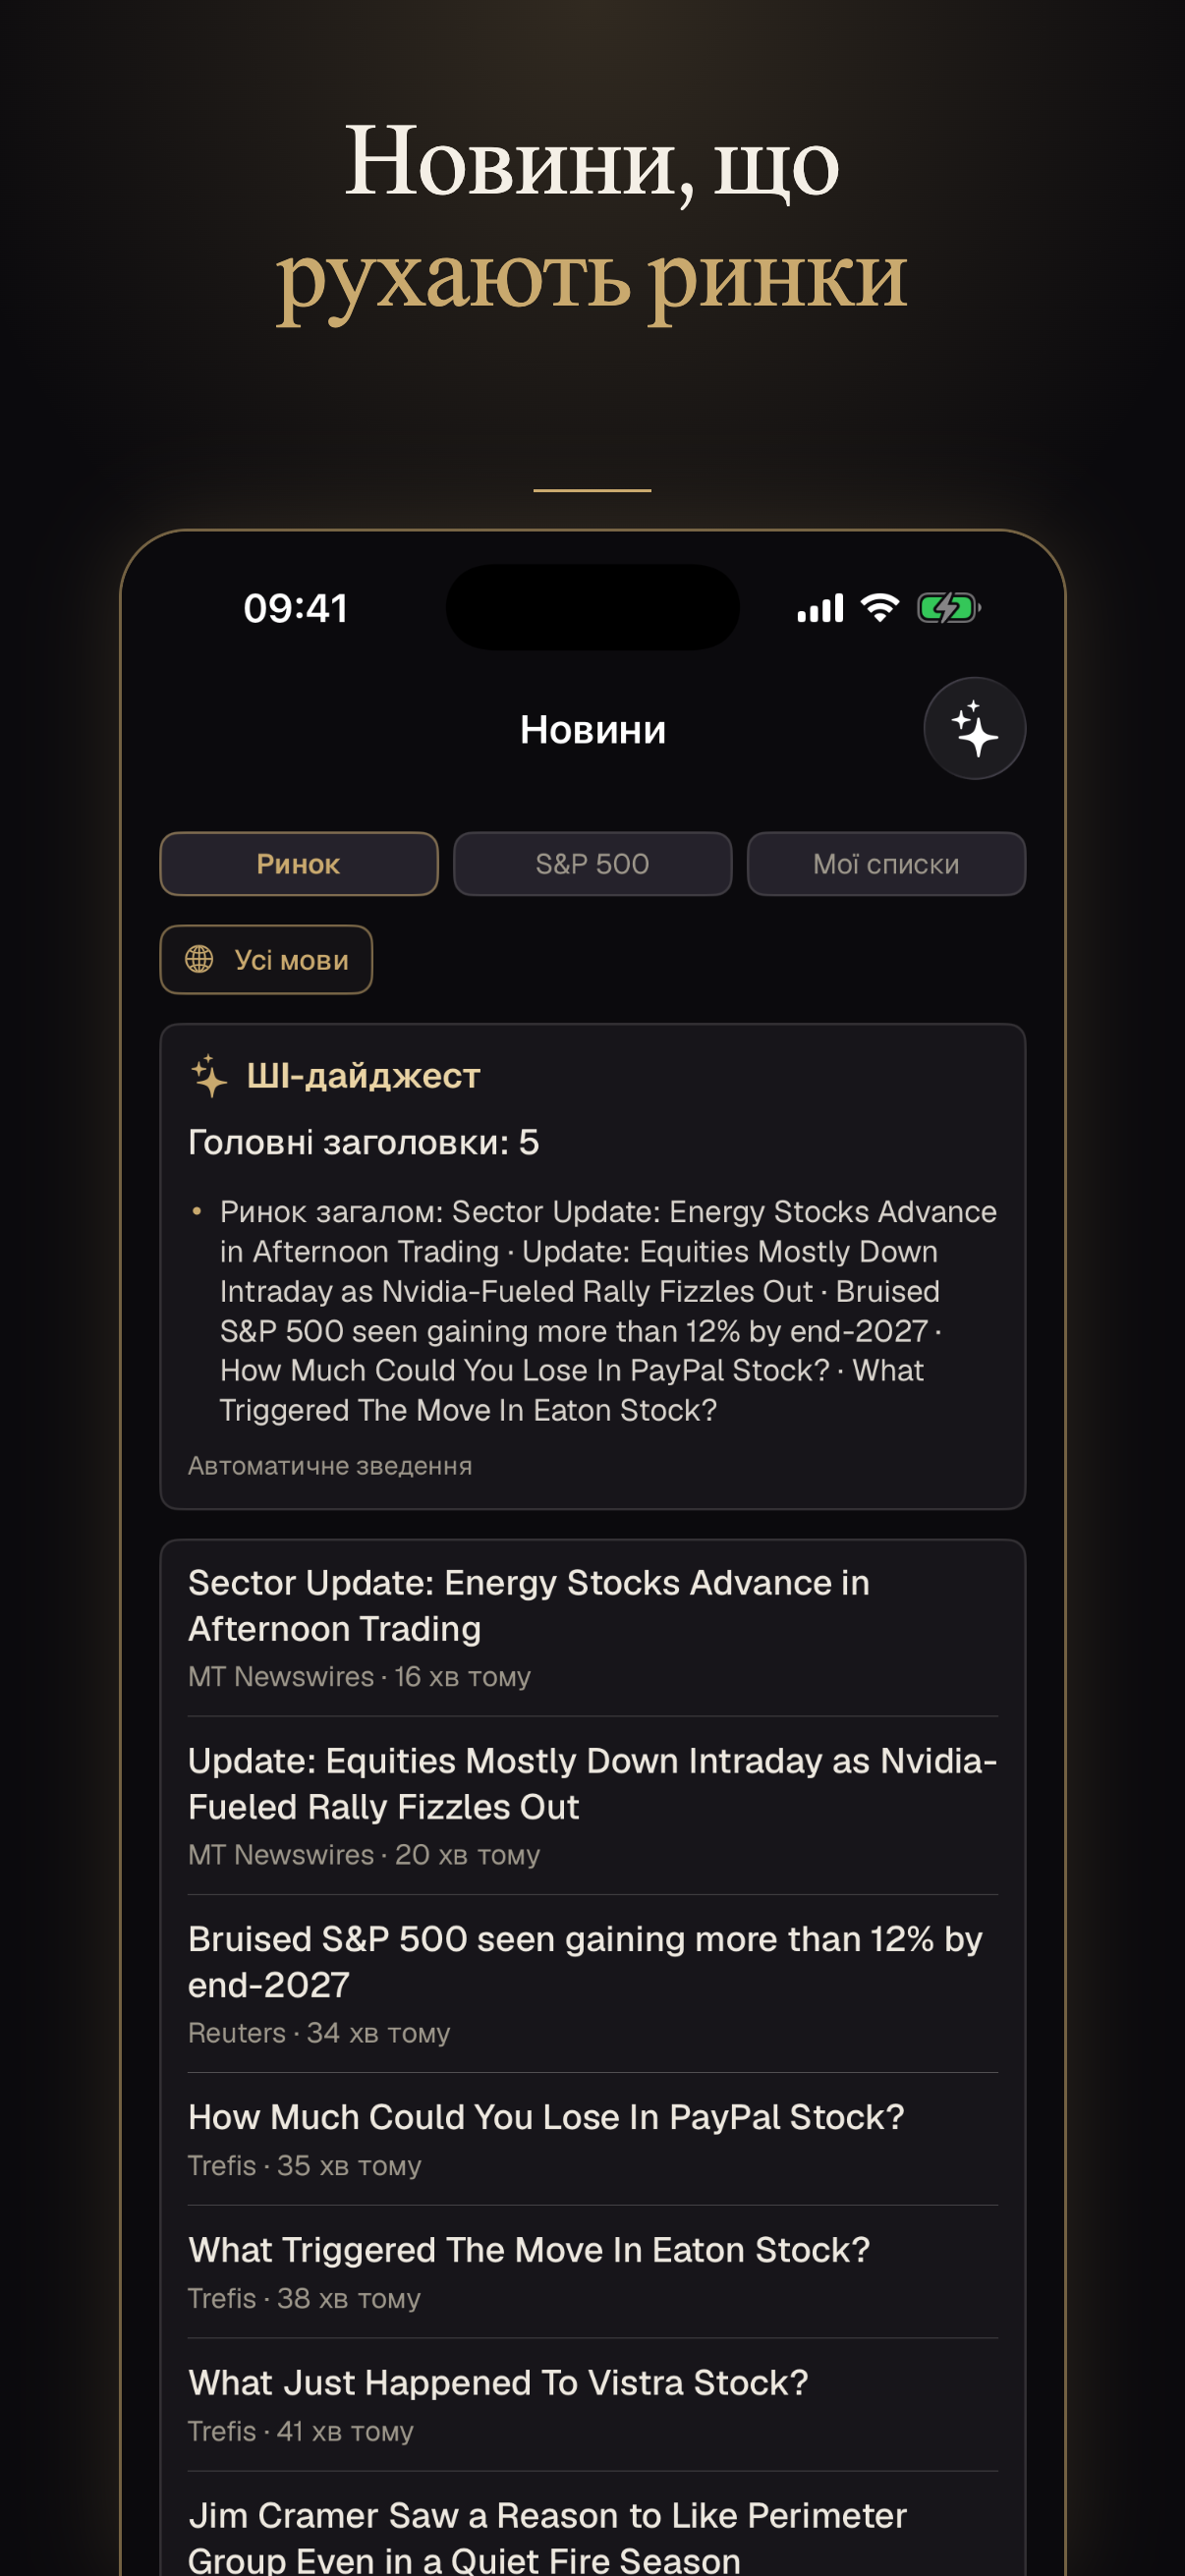 Новини, що
рухають ринки
09:41
Новини
Ринок
S&P 500
Мої списки
Усі мови
ШІ-дайджест
Головні заголовки: 5
• Ринок загалом: Sector Update: Energy Stocks Advance
in Afternoon Trading · Update: Equities Mostly Down
Intraday as Nvidia-Fueled Rally Fizzles Out · Bruised
S&P 500 seen gaining more than 12% by end-2027 ·
How Much Could You Lose In PayPal Stock? · What
Triggered The Move In Eaton Stock?
Автоматичне зведення
Sector Update: Energy Stocks Advance in
Afternoon Trading
MT Newswires · 16 хв тому
Update: Equities Mostly Down Intraday as Nvidia-
Fueled Rally Fizzles Out
MT Newswires · 20 хв тому
Bruised S&P 500 seen gaining more than 12% by
end-2027
Reuters · 34 хв тому
How Much Could You Lose In PayPal Stock?
Trefis · 35 хв тому
What Triggered The Move In Eaton Stock?
Trefis · 38 хв тому
What Just Happened To Vistra Stock?
Trefis · 41 хв тому
Jim Cramer Saw a Reason to Like Perimeter
Group Even in a Quiet Fire Season